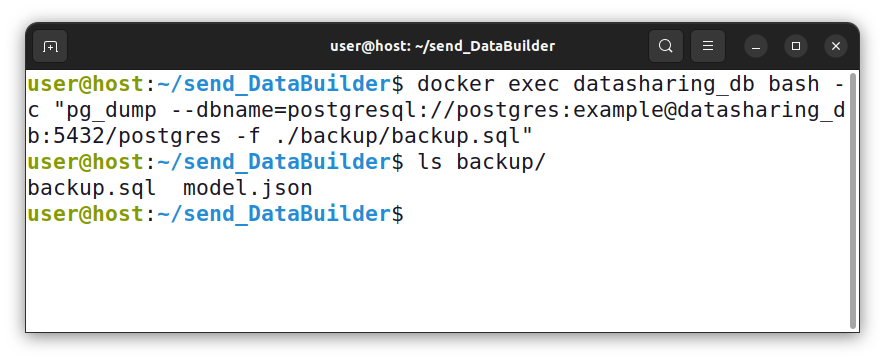 user@host: ~/send_DataBuilder
user@host:~/send_DataBuilder$ docker exec datasharing_db bash -
c "pg_dump --dbname=postgresql://postgres:example@datasharing_d
b:5432/postgres -f ./backup/backup.sql"
user@host:~/send_DataBuilder$ ls backup/
backup.sql  model.json
user@host:~/send_DataBuilder$